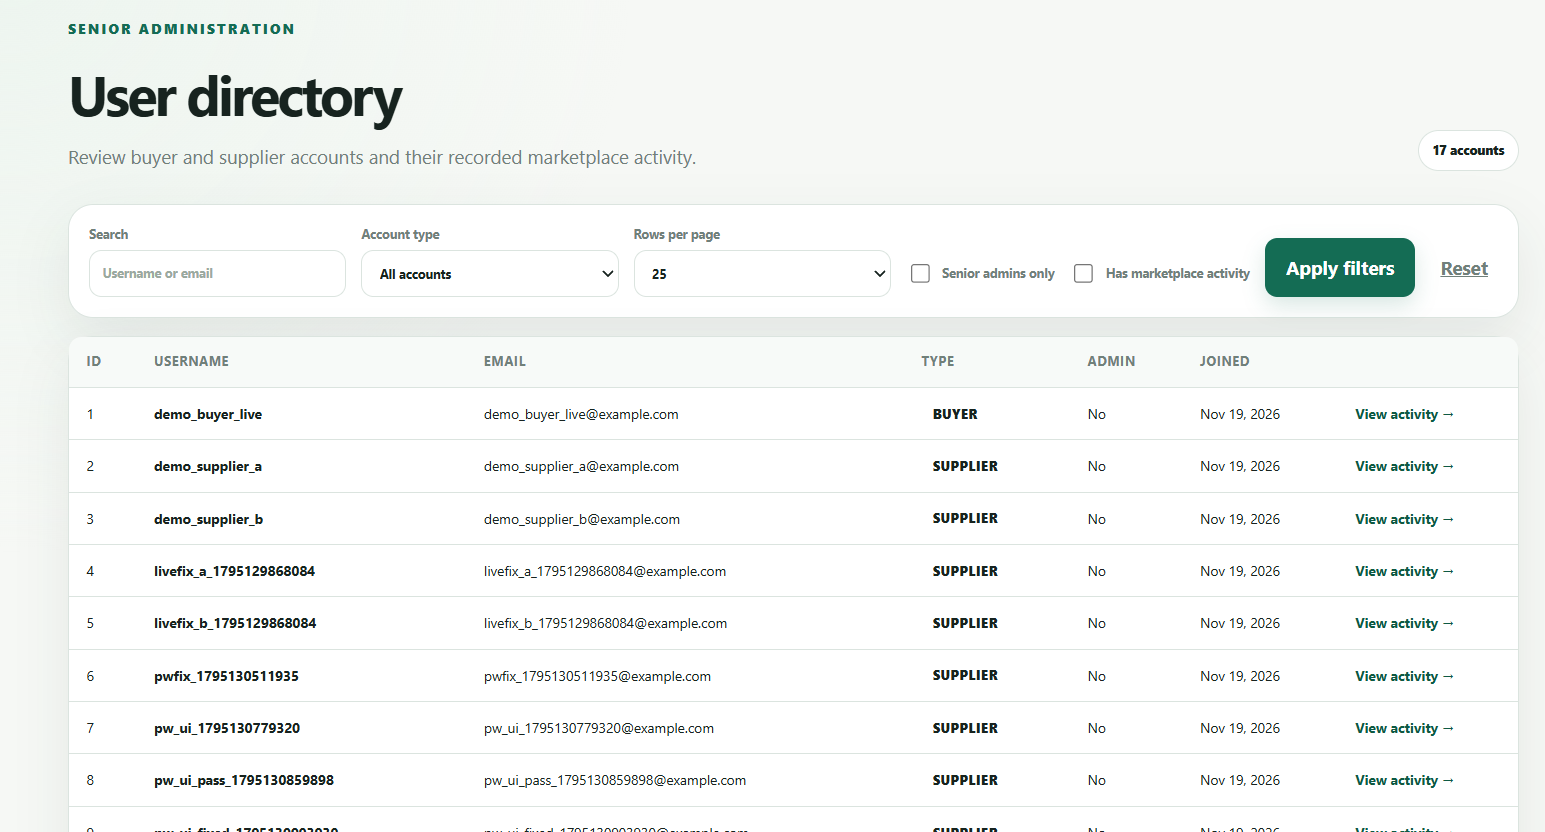 SENIOR ADMINISTRATION
User directory
Review buyer and supplier accounts and their recorded marketplace activity.
17 accounts
Search
Account type
Rows per page
Username or email
All accounts
25
Senior admins only
Has marketplace activity
Apply filters
Reset
ID USERNAME EMAIL TYPE ADMIN JOINED
1 demo_buyer_live demo_buyer_live@example.com BUYER No Nov 19, 2026 View activity →
2 demo_supplier_a demo_supplier_a@example.com SUPPLIER No Nov 19, 2026 View activity →
3 demo_supplier_b demo_supplier_b@example.com SUPPLIER No Nov 19, 2026 View activity →
4 livefix_a_1795129868084 livefix_a_1795129868084@example.com SUPPLIER No Nov 19, 2026 View activity →
5 livefix_b_1795129868084 livefix_b_1795129868084@example.com SUPPLIER No Nov 19, 2026 View activity →
6 pwfix_1795130511935 pwfix_1795130511935@example.com SUPPLIER No Nov 19, 2026 View activity →
7 pw_ui_1795130779320 pw_ui_1795130779320@example.com SUPPLIER No Nov 19, 2026 View activity →
8 pw_ui_pass_1795130859898 pw_ui_pass_1795130859898@example.com SUPPLIER No Nov 19, 2026 View activity →
SUPPLIER No Nov 19, 2026 View activity →